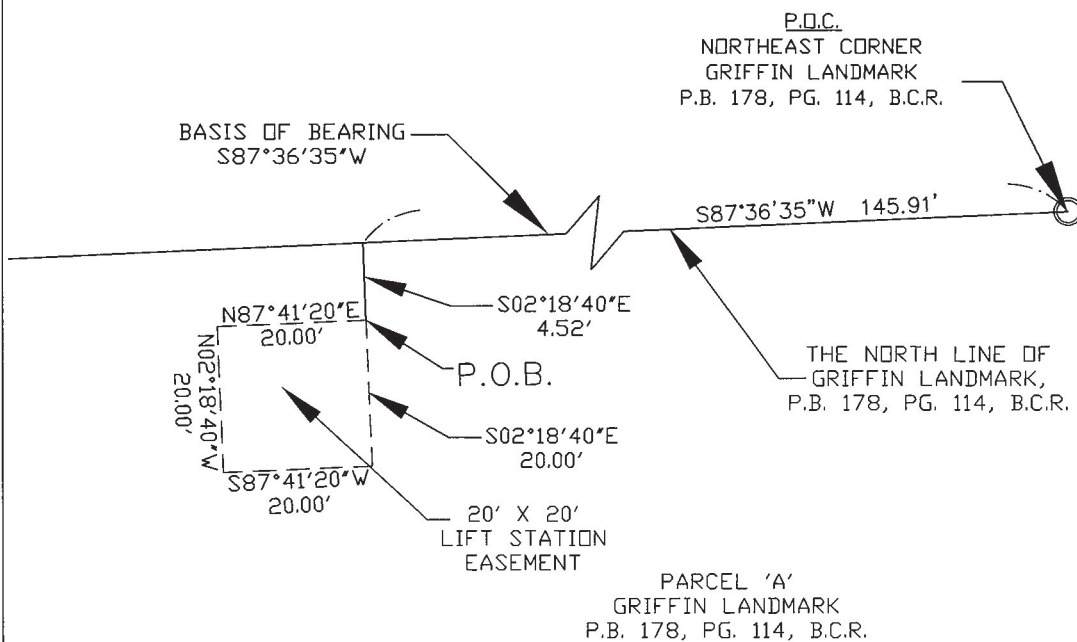 P.O.C.
NORTHEAST CORNER
GRIFFIN LANDMARK
P.B. 178, PG. 114, B.C.R.
BASIS OF BEARING
S87°36'35"W
S87°36'35"W 145.91'
S02°18'40"E
4.52'
N87°41'20"E
20.00'
P.O.B.
THE NORTH LINE OF
GRIFFIN LANDMARK,
P.B. 178, PG. 114, B.C.R.
N02°18'40"W
20.00'
S02°18'40"E
20.00'
S87°41'20"W
20.00'
20' X 20'
LIFT STATION
EASEMENT
PARCEL 'A'
GRIFFIN LANDMARK
P.B. 178, PG. 114, B.C.R.